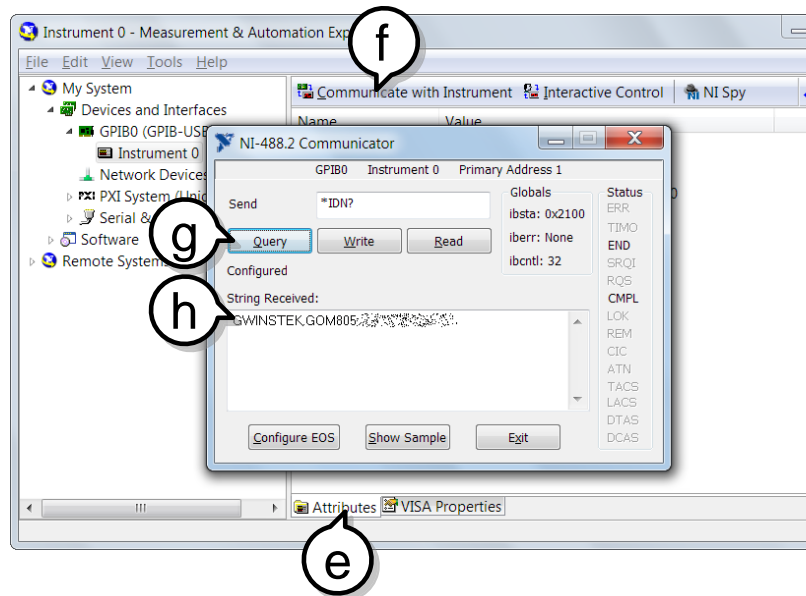 Instrument 0 - Measurement & Automation Exp
f
File Edit View Tools Help
My System
Devices and Interfaces
GPIB0 (GPIB-USB
Instrument 0
Network Devices
PXI PXI System
Serial &
Software
Remote Systems
Communicate with Instrument Interactive Control NI Spy
Name Value
NI-488.2 Communicator
GPIB0 Instrument 0 Primary Address 1
Send *IDN?
Query Write Read
Configured
String Received:
GWINSTEK,GOM805
Globals
ibsta: 0x2100
iberr: None
ibcntl: 32
Status
ERR
TIMO
END
SRQI
RQS
CMPL
LOK
REM
CIC
ATN
TACS
LACS
DTAS
DCAS
Configure EOS Show Sample Exit
g
h
Attributes VISA Properties
e